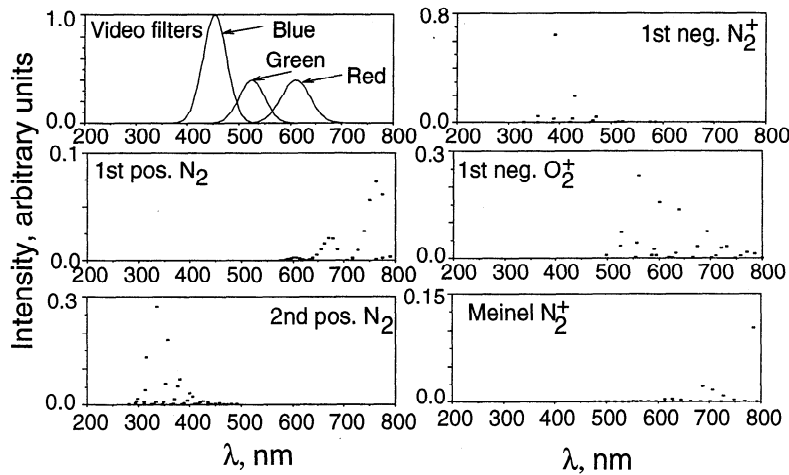 Intensity, arbitrary units
1.0
Video filters
Blue
Green
Red
0.0
200 300 400 500 600 700 800
0.8
1st neg. N2+
0.0
200 300 400 500 600 700 800
0.1
1st pos. N2
0.0
200 300 400 500 600 700 800
0.3
1st neg. O2+
0.0
200 300 400 500 600 700 800
0.3
2nd pos. N2
0.0
200 300 400 500 600 700 800
λ, nm
0.15
Meinel N2+
0.0
200 300 400 500 600 700 800
λ, nm